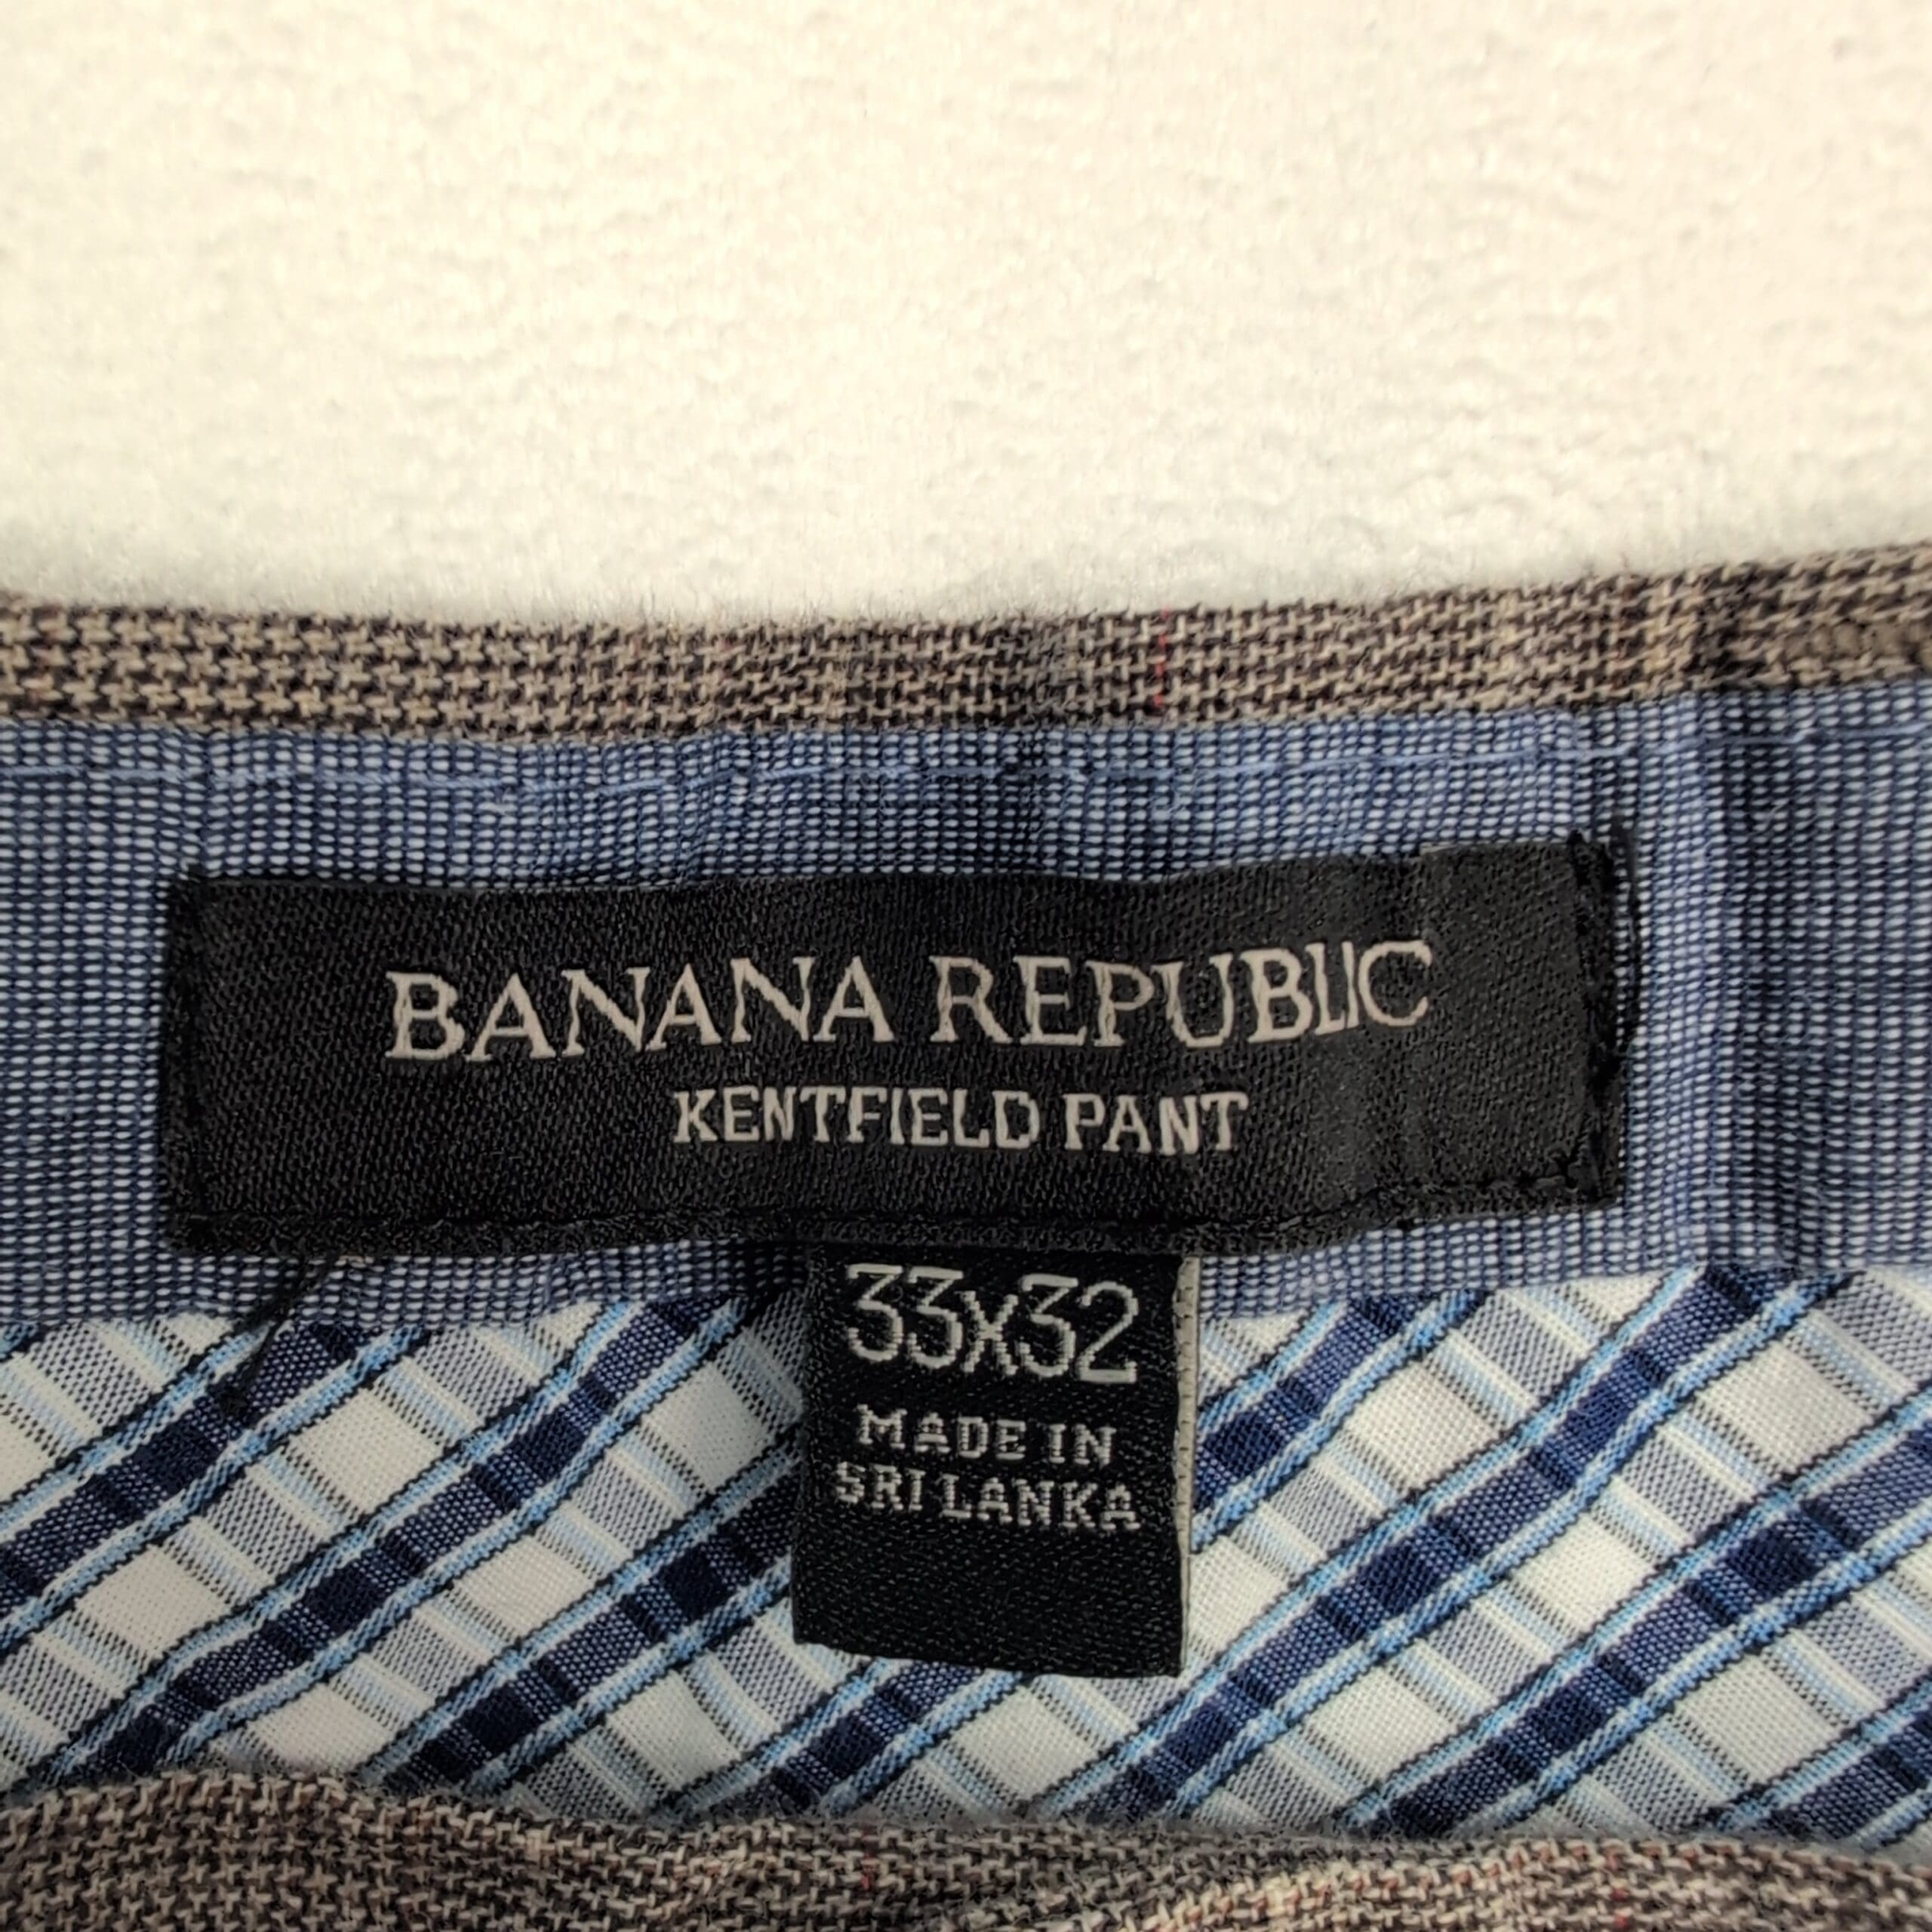 BANANA REPUBLIC
KENTFIELD PANT
33X32
MADE IN
SRI LANKA